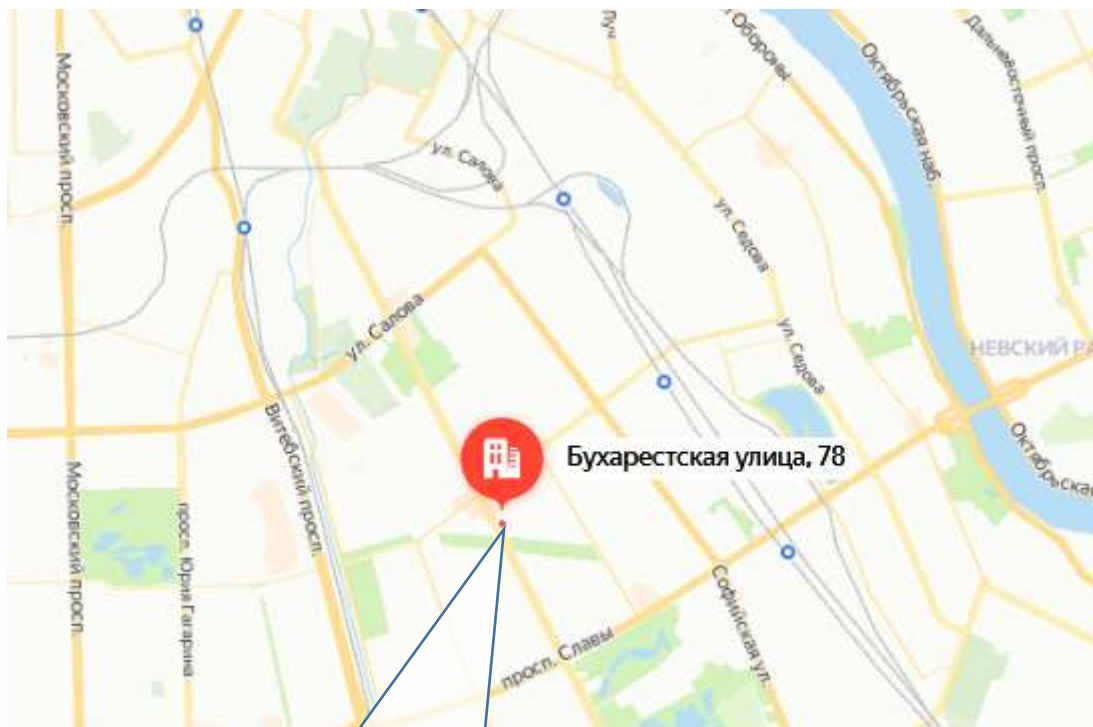 Московский просп.
Луч
Обороны
Октябрьская наб.
Дальневосточный просп.
ул. Салова
ул. Седова
ул. Салова
ул. Седова
НЕВСКИЙ РА
Витебский просп.
Бухарестская улица, 78
Октябрьская
Московский просп.
просп. Юрия Гагарина
Софийская ул.
просп. Славы